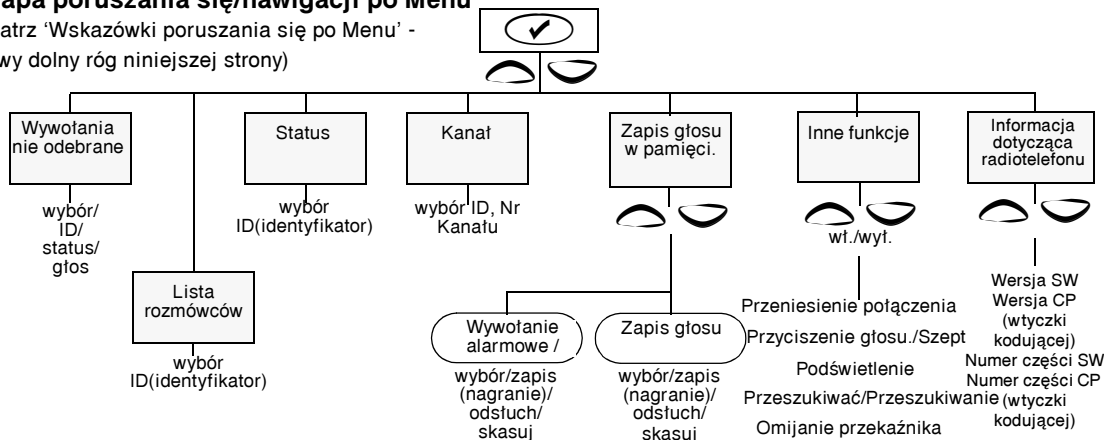 apa poruszania się/nawigacji po Menu
atrz ‘Wskazówki poruszania się po Menu’ -
wy dolny róg niniejszej strony)
Wywołania
nie odebrane
wybór/
ID/
status/
głos
Lista
rozmówców
wybór
ID(identyfikator)
Status
wybór
ID(identyfikator)
Kanał
wybór ID, Nr
Kanału
Zapis głosu
w pamięci.
Wywołanie
alarmowe /
wybór/zapis
(nagranie)/
odsłuch/
skasuj
Zapis głosu
wybór/zapis
(nagranie)/
odsłuch/
skasuj
Inne funkcje
wł./wył.
Przeniesienie połączenia
Przyciszenie głosu./Szept
Podświetlenie
Przeszukiwać/Przeszukiwanie
Omijanie przekaźnika
Informacja
dotycząca
radiotelefonu
Wersja SW
Wersja CP
(wtyczki
kodującej)
Numer części SW
Numer części CP
(wtyczki
kodującej)